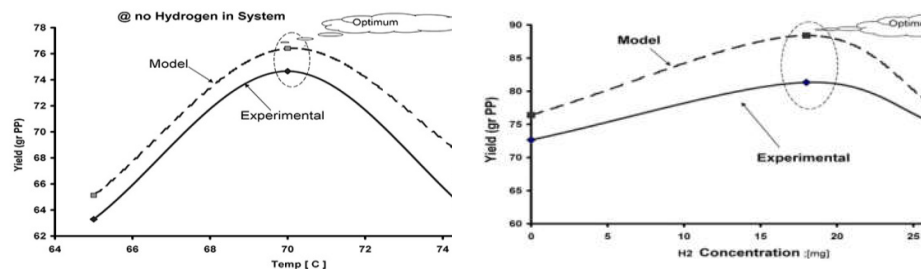 @ no Hydrogen in System
Optimum
78
76
74
72
70
68
66
64
62
Yield (gr PP)
Model
Experimental
64
66
68
70
72
74
Temp [ C ]
Optimu
90
85
80
75
70
65
60
Yield (gr PP)
Model
Experimental
0
5
10
15
20
25
H2 Concentration :[mg]